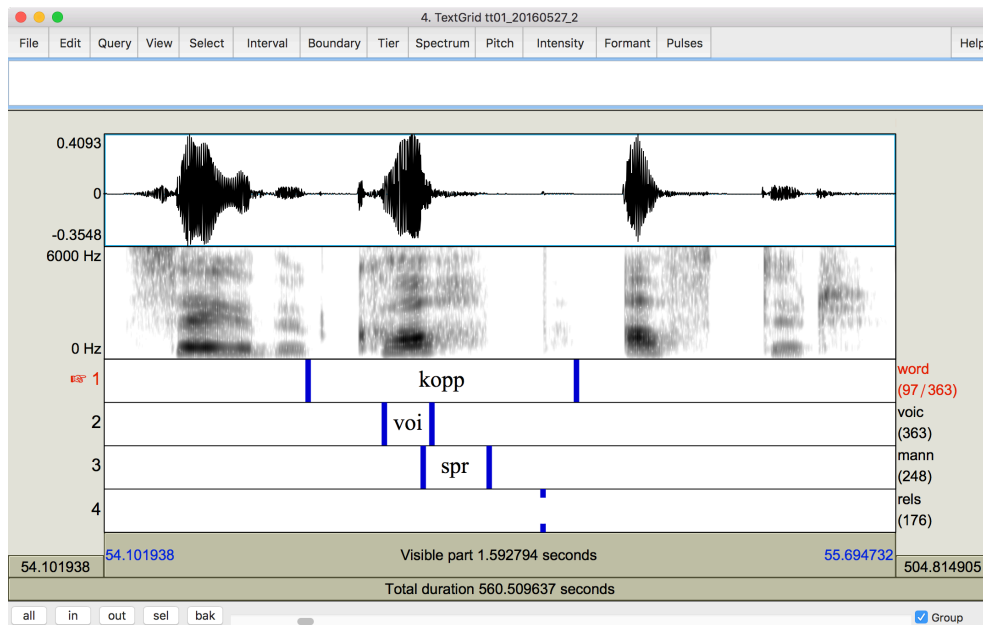 4. TextGrid tt01_20160527_2
File Edit Query View Select Interval Boundary Tier Spectrum Pitch Intensity Formant Pulses Help
0.4093
0
-0.3548
6000 Hz
0 Hz
☞ 1 kopp word
(97/363)
2 voi voic
(363)
3 spr mann
(248)
4 rels
(176)
54.101938 Visible part 1.592794 seconds 55.694732
54.101938 504.814905
Total duration 560.509637 seconds
all in out sel bak Group